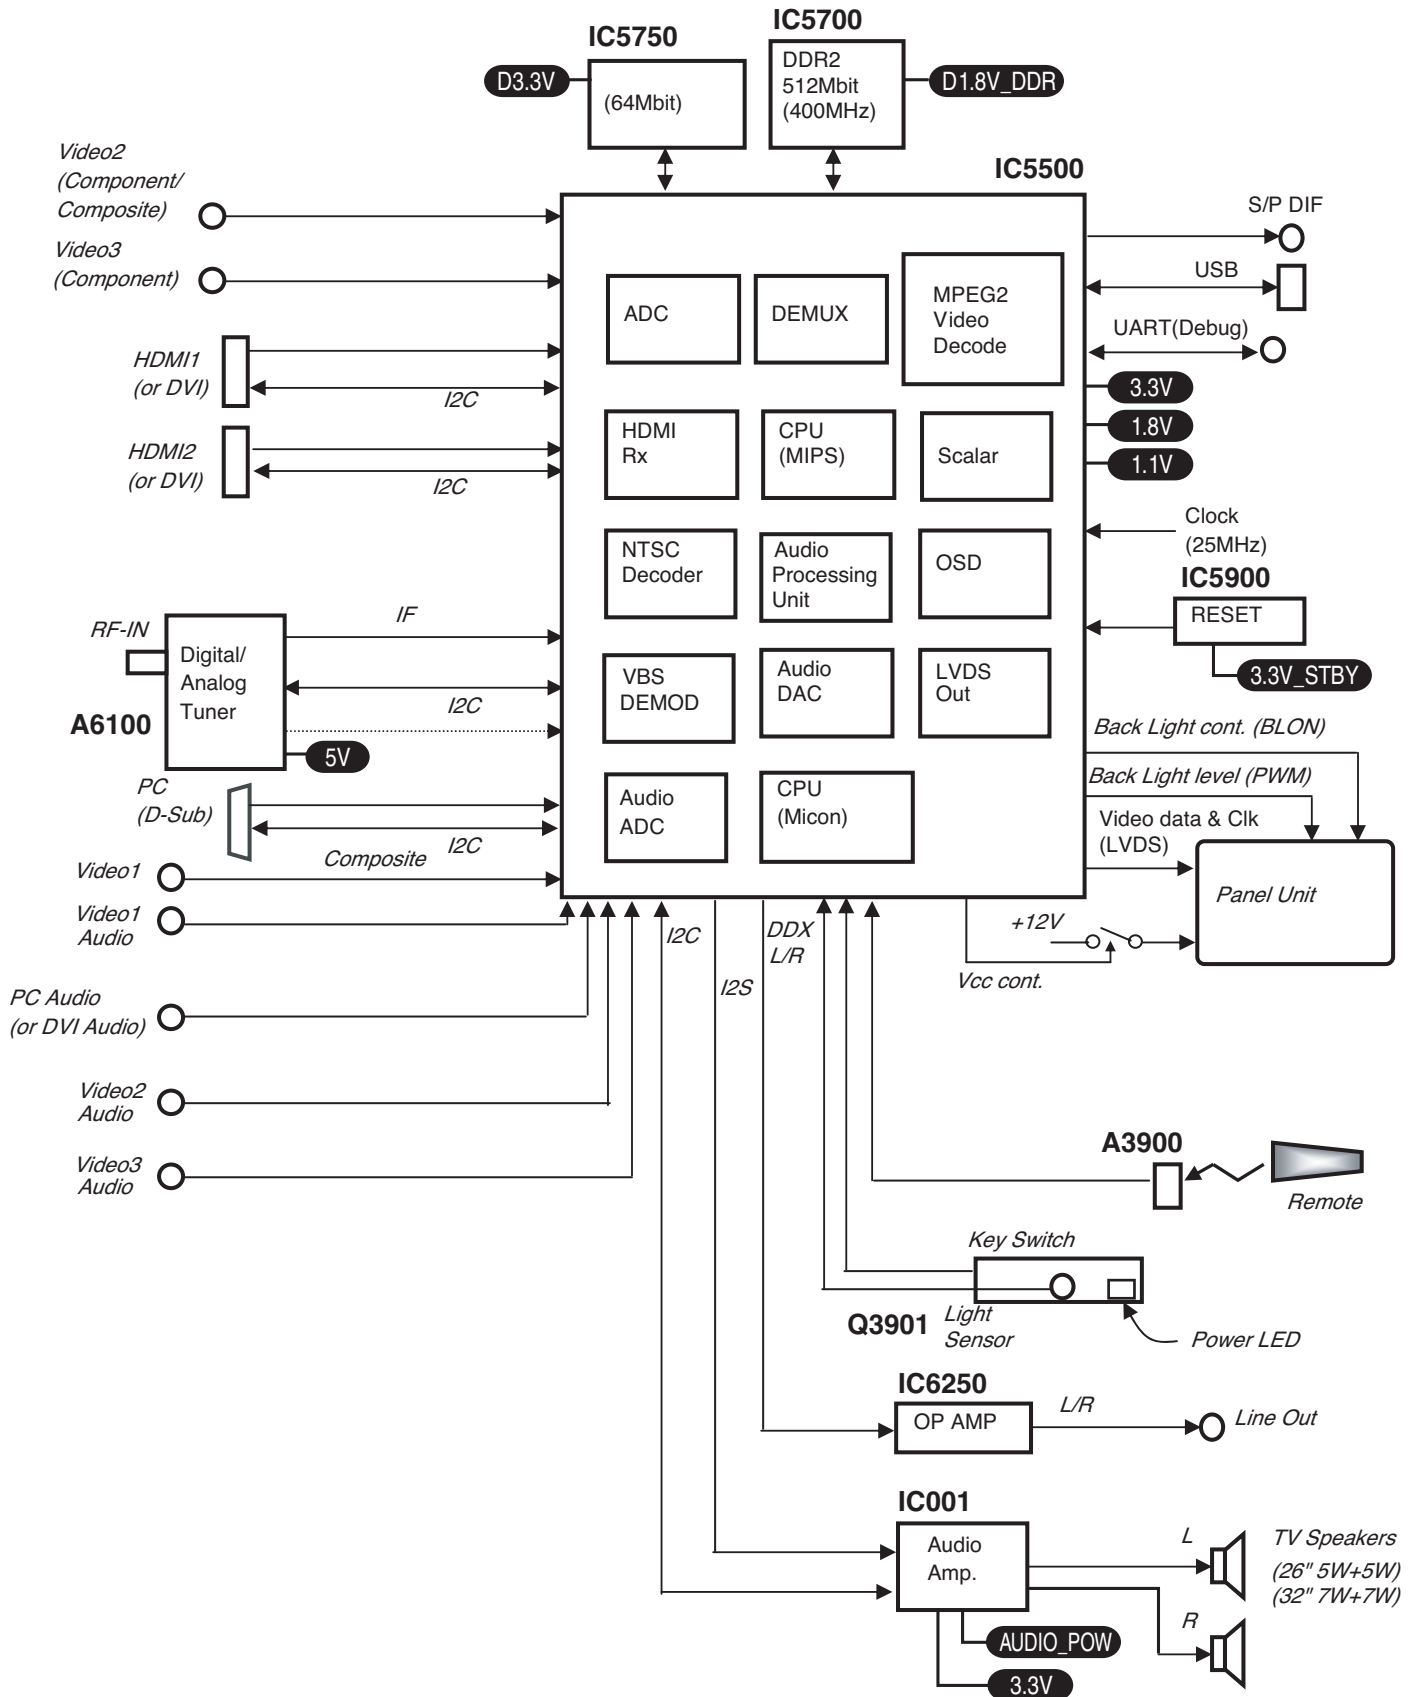 IC5700
IC5750
DDR2
512Mbit
(400MHz)
D3.3V
(64Mbit)
D1.8V_DDR
Video2
(Component/
Composite)
IC5500
S/P DIF
Video3
(Component)
USB
ADC
DEMUX
MPEG2
Video
Decode
UART(Debug)
HDMI1
(or DVI)
I2C
3.3V
1.8V
1.1V
HDMI2
(or DVI)
I2C
HDMI
Rx
CPU
(MIPS)
Scalar
Clock
(25MHz)
NTSC
Decoder
Audio
Processing
Unit
OSD
IC5900
RESET
3.3V_STBY
RF-IN
IF
Digital/
Analog
Tuner
A6100
I2C
5V
VBS
DEMOD
Audio
DAC
LVDS
Out
Back Light cont. (BLON)
Back Light level (PWM)
PC
(D-Sub)
I2C
Audio
ADC
CPU
(Micon)
Video data & Clk
(LVDS)
Panel Unit
Video1
Composite
Video1
Audio
I2C
DDX
L/R
+12V
Vcc cont.
I2S
PC Audio
(or DVI Audio)
Video2
Audio
Video3
Audio
A3900
Remote
Key Switch
Q3901
Light
Sensor
Power LED
IC6250
OP AMP
L/R
Line Out
IC001
Audio
Amp.
L
R
TV Speakers
(26" 5W+5W)
(32" 7W+7W)
AUDIO_POW
3.3V